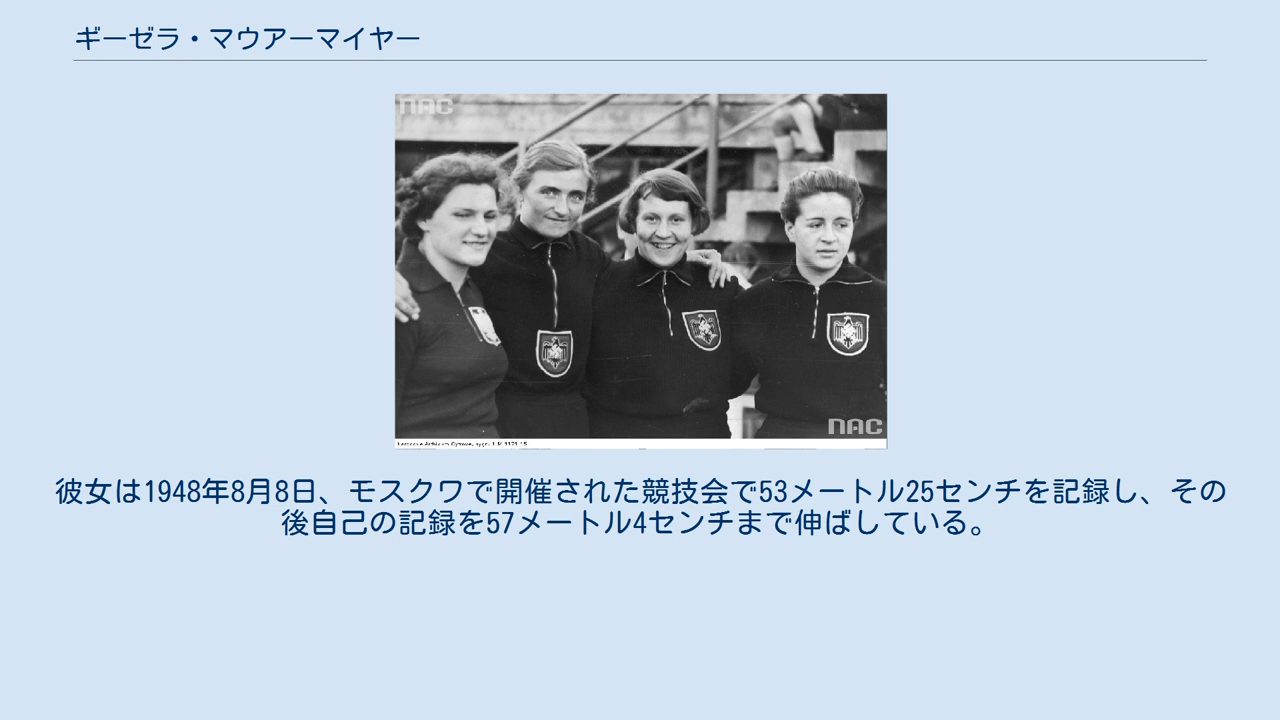 ギーゼラ・マウアーマイヤー
NAC
NAC
彼女は1948年8月8日、モスクワで開催された競技会で53メートル25センチを記録し、その
後自己の記録を57メートル4センチまで伸ばしている。